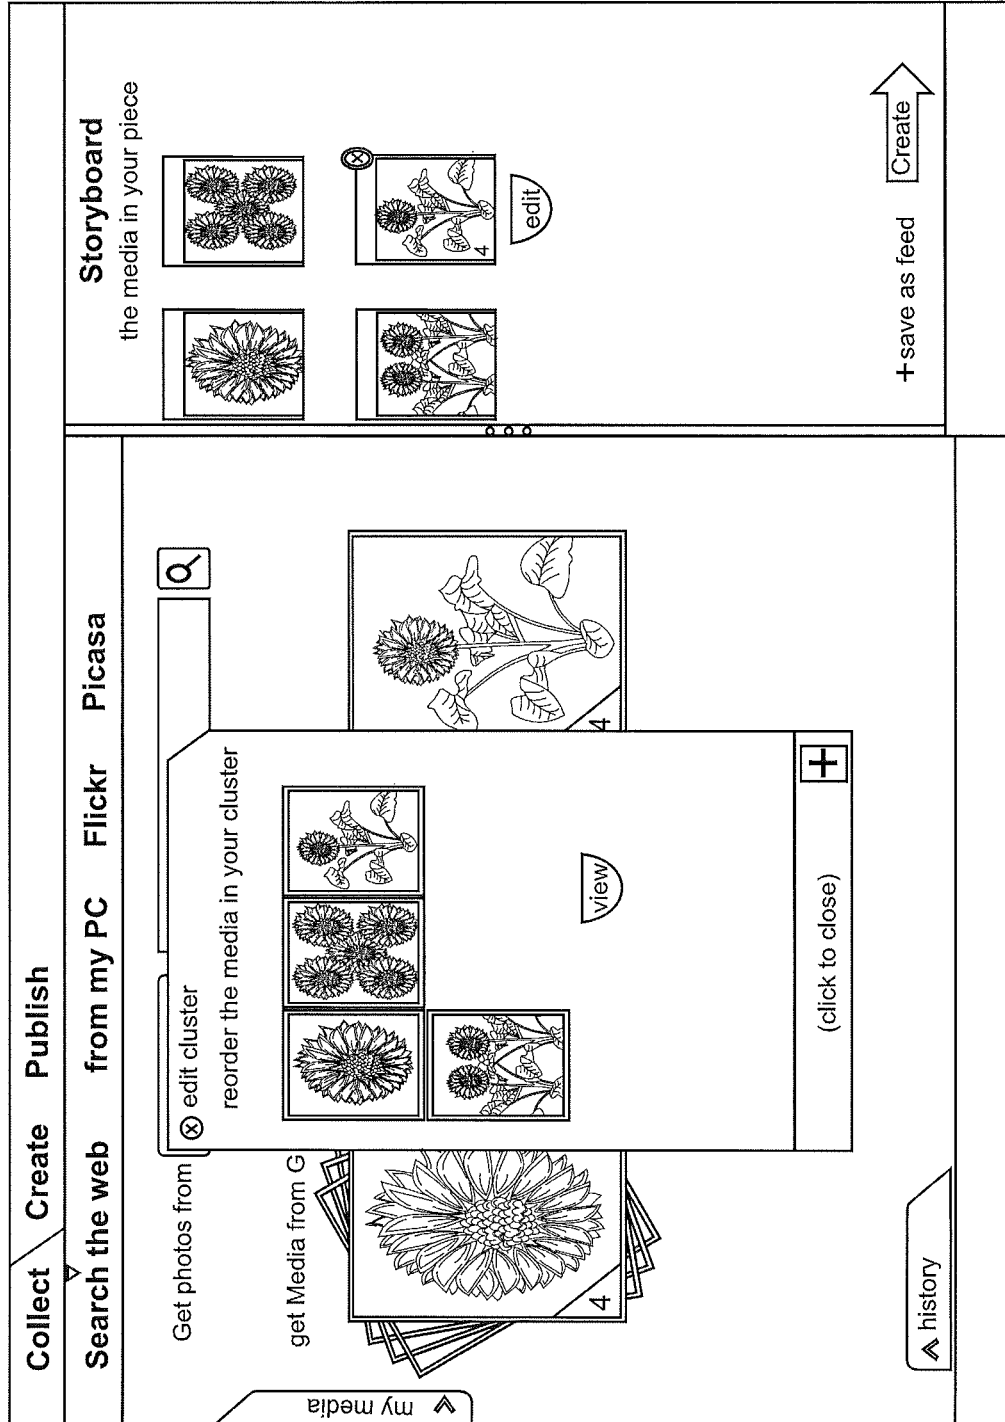 Collect Create Publish
Search the web from my PC Flickr Picasa
Get photos from
get Media from G
my media
history
edit cluster
reorder the media in your cluster
view
(click to close)
4
4
Storyboard
the media in your piece
4
edit
+ save as feed
Create